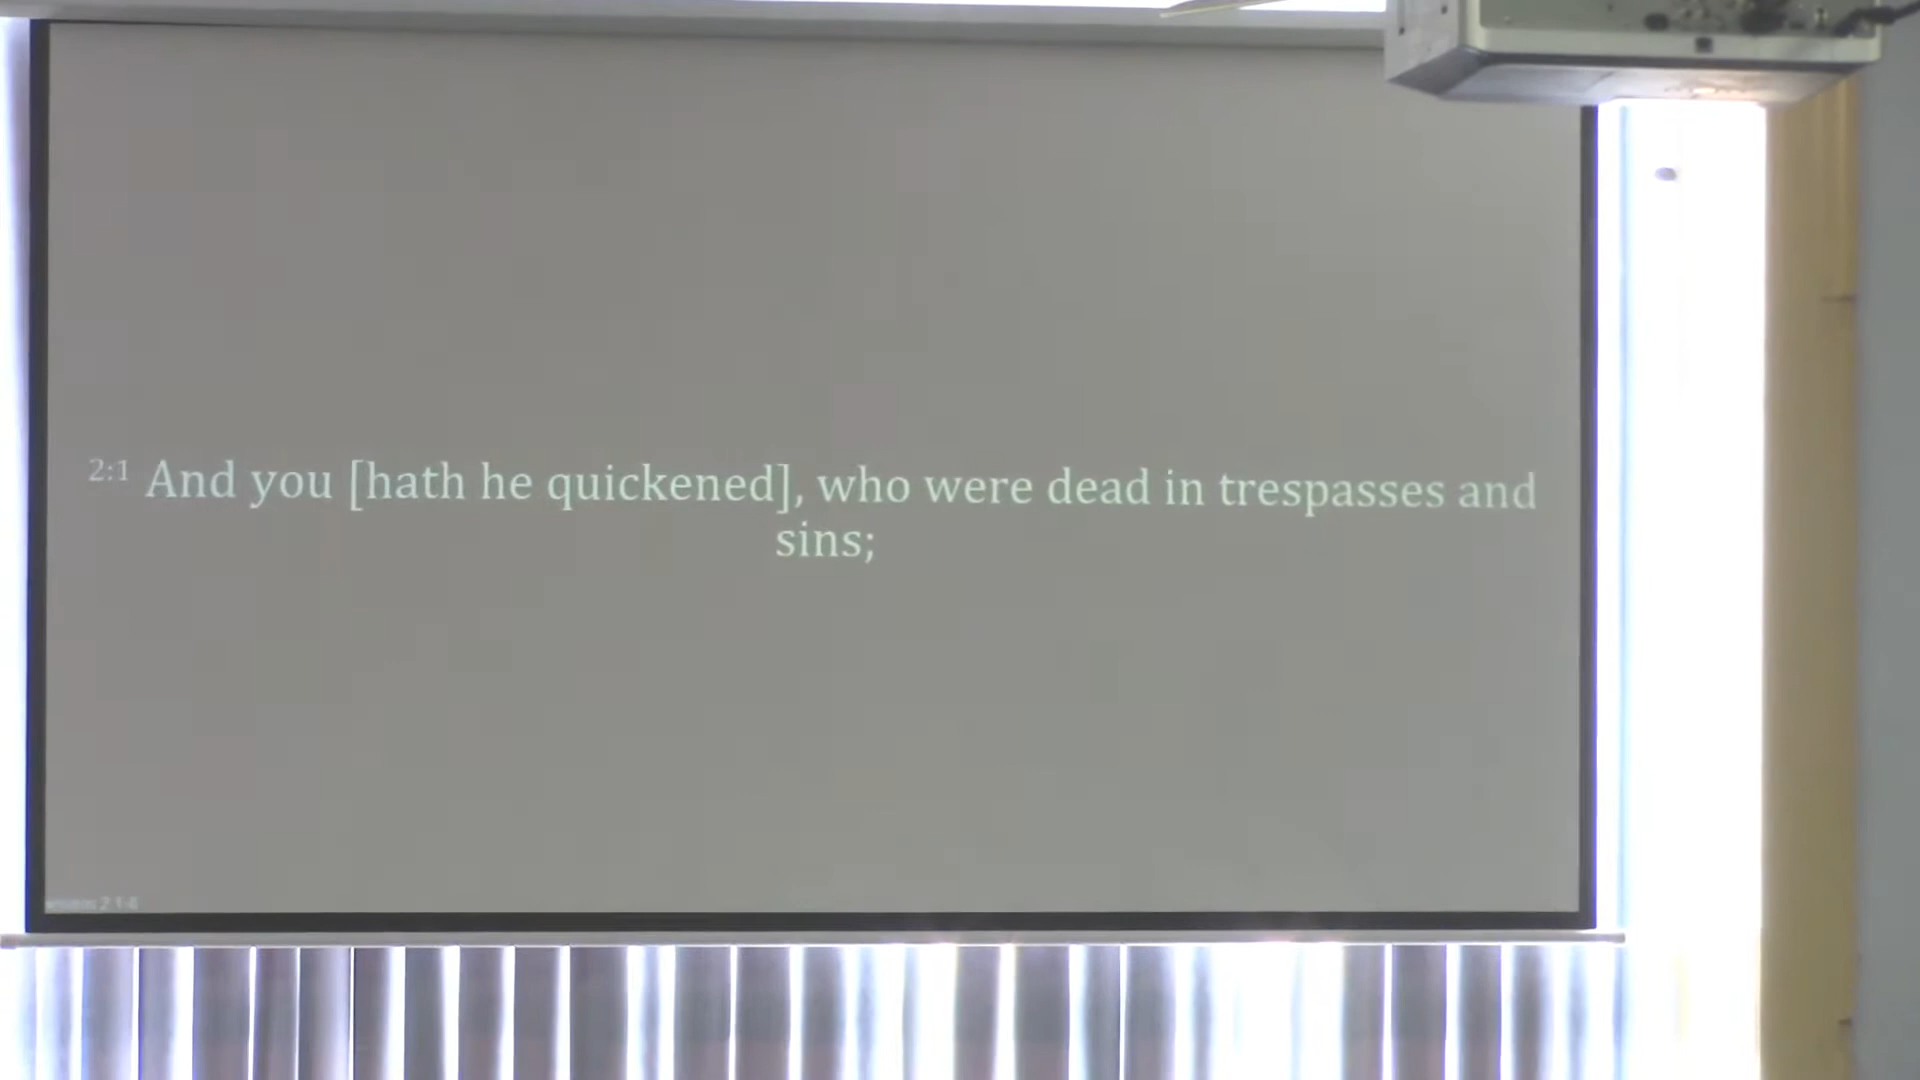 2:1 And you [hath he quickened], who were dead in trespasses and
sins;